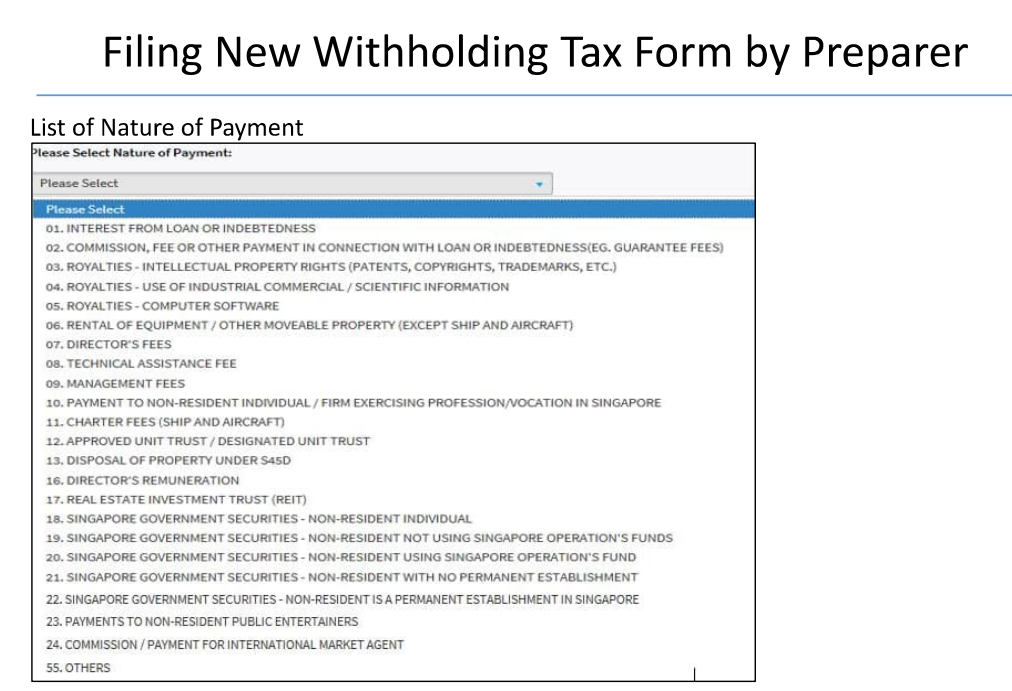 Filing New Withholding Tax Form by Preparer
List of Nature of Payment
Please Select Nature of Payment:
Please Select
Please Select
01. INTEREST FROM LOAN OR INDEBTEDNESS
02. COMMISSION, FEE OR OTHER PAYMENT IN CONNECTION WITH LOAN OR INDEBTEDNESS(EG. GUARANTEE FEES)
03. ROYALTIES - INTELLECTUAL PROPERTY RIGHTS (PATENTS, COPYRIGHTS, TRADEMARKS, ETC.)
04. ROYALTIES - USE OF INDUSTRIAL COMMERCIAL / SCIENTIFIC INFORMATION
05. ROYALTIES - COMPUTER SOFTWARE
06. RENTAL OF EQUIPMENT / OTHER MOVEABLE PROPERTY (EXCEPT SHIP AND AIRCRAFT)
07. DIRECTOR'S FEES
08. TECHNICAL ASSISTANCE FEE
09. MANAGEMENT FEES
10. PAYMENT TO NON-RESIDENT INDIVIDUAL / FIRM EXERCISING PROFESSION/VOCATION IN SINGAPORE
11. CHARTER FEES (SHIP AND AIRCRAFT)
12. APPROVED UNIT TRUST / DESIGNATED UNIT TRUST
13. DISPOSAL OF PROPERTY UNDER S45D
16. DIRECTOR'S REMUNERATION
17. REAL ESTATE INVESTMENT TRUST (REIT)
18. SINGAPORE GOVERNMENT SECURITIES - NON-RESIDENT INDIVIDUAL
19. SINGAPORE GOVERNMENT SECURITIES - NON-RESIDENT NOT USING SINGAPORE OPERATION'S FUNDS
20. SINGAPORE GOVERNMENT SECURITIES - NON-RESIDENT USING SINGAPORE OPERATION'S FUND
21. SINGAPORE GOVERNMENT SECURITIES - NON-RESIDENT WITH NO PERMANENT ESTABLISHMENT
22. SINGAPORE GOVERNMENT SECURITIES - NON-RESIDENT IS A PERMANENT ESTABLISHMENT IN SINGAPORE
23. PAYMENTS TO NON-RESIDENT PUBLIC ENTERTAINERS
24. COMMISSION / PAYMENT FOR INTERNATIONAL MARKET AGENT
55. OTHERS